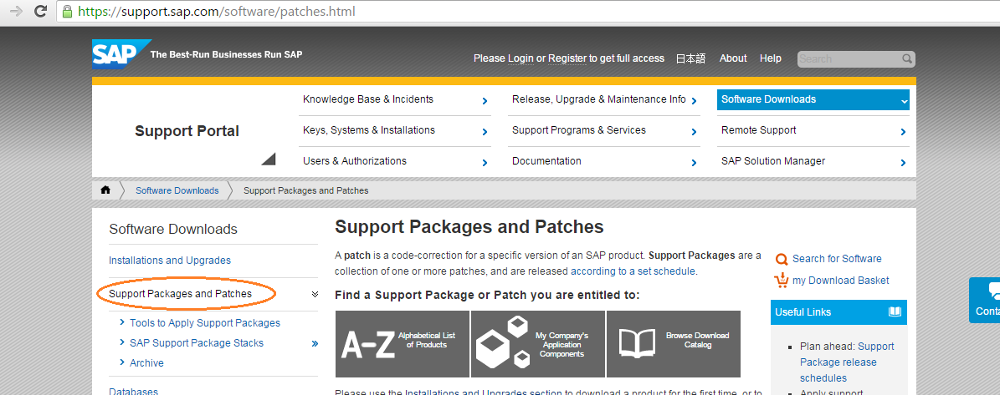 https://support.sap.com/software/patches.html
SAP The Best-Run Businesses Run SAP
Please Login or Register to get full access 日本語 About Help Search
Support Portal
Knowledge Base & Incidents
Release, Upgrade & Maintenance Info
Software Downloads
Keys, Systems & Installations
Support Programs & Services
Remote Support
Users & Authorizations
Documentation
SAP Solution Manager
Software Downloads Support Packages and Patches
Software Downloads
Installations and Upgrades
Support Packages and Patches
Tools to Apply Support Packages
SAP Support Package Stacks
Archive
Databases
Support Packages and Patches
A patch is a code-correction for a specific version of an SAP product. Support Packages are a
collection of one or more patches, and are released according to a set schedule.
Find a Support Package or Patch you are entitled to:
A-Z
Alphabetical List
of Products
My Company's
Application
Components
Browse Download
Catalog
Please use the Installations and Upgrades section to download a product for the first time, or to
Search for Software
my Download Basket
Useful Links
Plan ahead: Support
Package release
schedules
Apply support
Conta